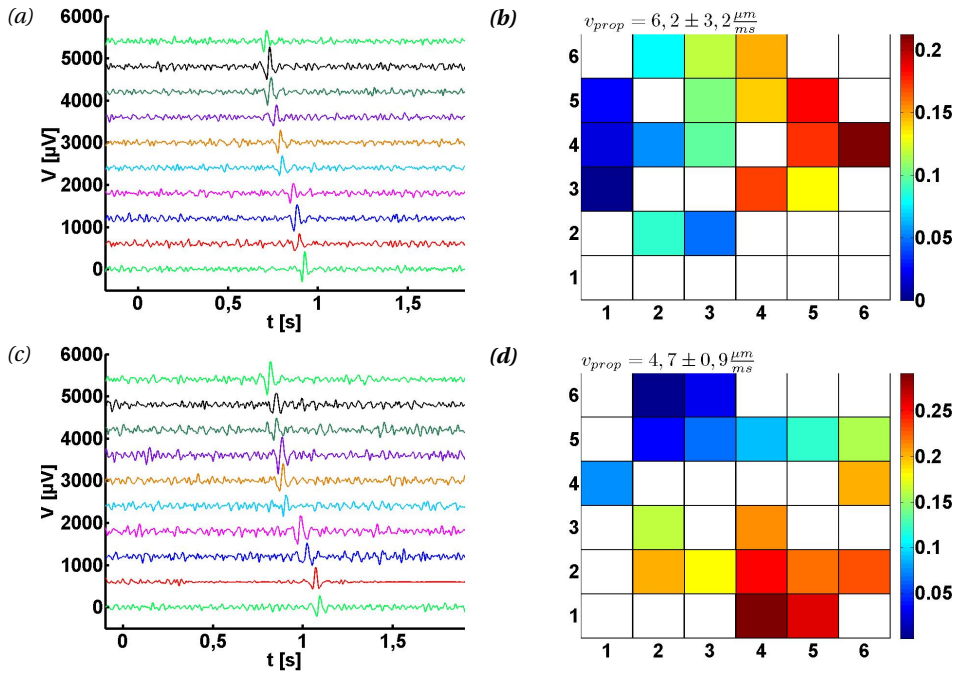 (a)
6000
5000
4000
3000
2000
1000
0
V [µV]
0 0,5 1 1,5
t [s]
(b)
v_prop = 6,2 ± 3,2 µm/ms
6
5
4
3
2
1
1 2 3 4 5 6
0.2
0.15
0.1
0.05
0
(c)
6000
5000
4000
3000
2000
1000
0
V [µV]
0 0,5 1 1,5
t [s]
(d)
v_prop = 4,7 ± 0,9 µm/ms
6
5
4
3
2
1
1 2 3 4 5 6
0.25
0.2
0.15
0.1
0.05
0